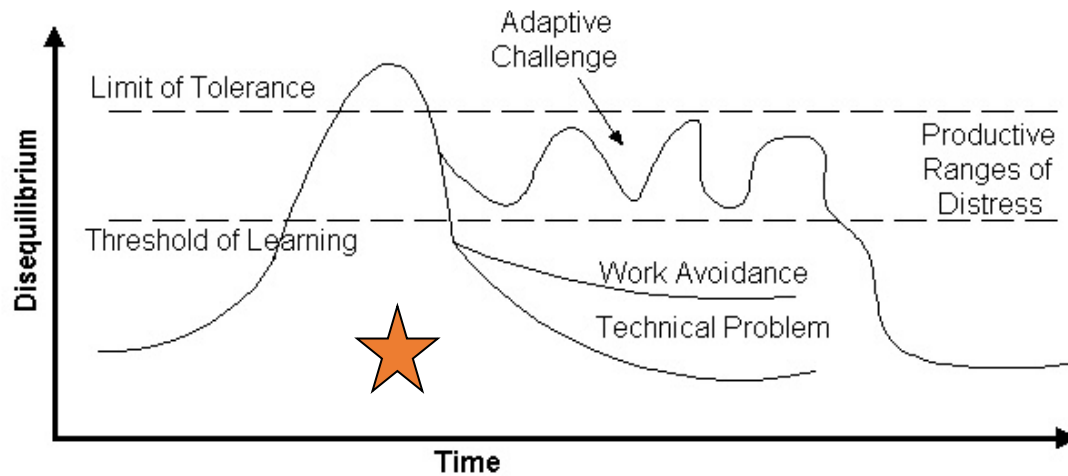 Adaptive
Challenge
Limit of Tolerance
Productive
Ranges of
Distress
Threshold of Learning
Work Avoidance
Technical Problem
Disequilibrium
Time